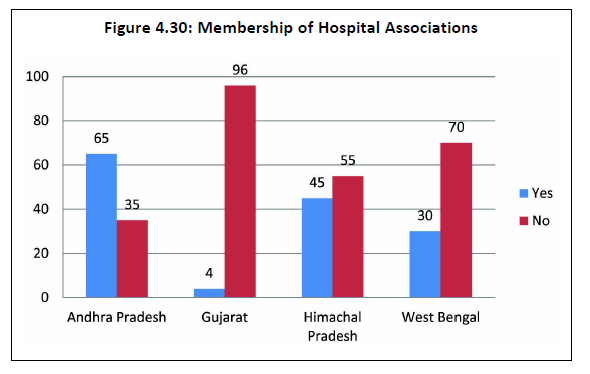 Figure 4.30: Membership of Hospital Associations
100
80
60
40
20
0
65
35
4
96
45
55
30
70
Andhra Pradesh
Gujarat
Himachal
Pradesh
West Bengal
Yes
No